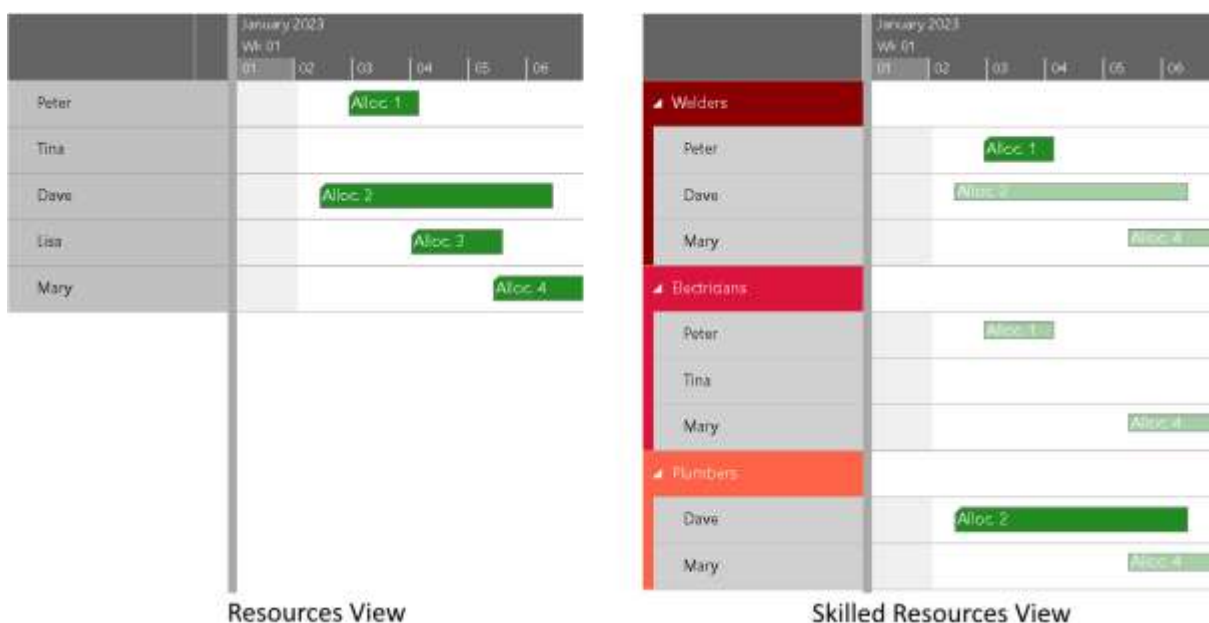 January 2023
Wk 01
01 02 03 04 05 06
Peter Alloc. 1
Tina
Dave Alloc. 2
Lisa Alloc. 3
Mary Alloc. 4
Resources View
January 2023
Wk 01
01 02 03 04 05 06
Welders
Peter Alloc. 1
Dave Alloc. 2
Mary Alloc. 4
Electricians
Peter Alloc. 1
Tina
Mary Alloc. 4
Plumbers
Dave Alloc. 2
Mary Alloc. 4
Skilled Resources View